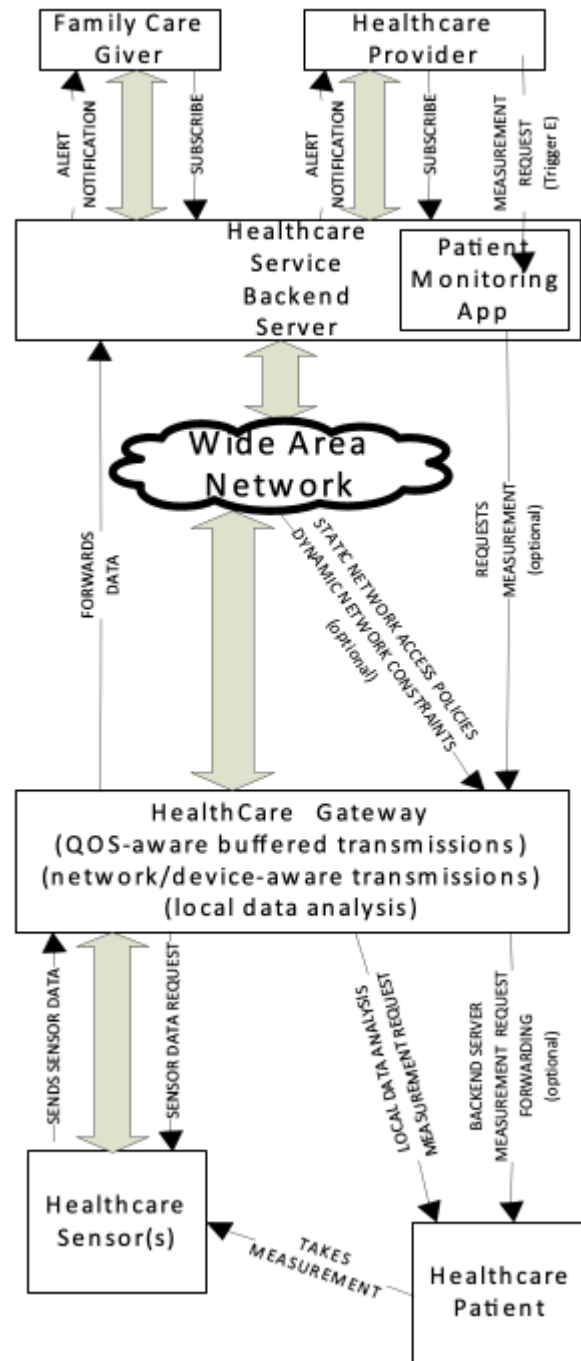 Family Care
Giver
Healthcare
Provider
ALERT
NOTIFICATION
SUBSCRIBE
ALERT
NOTIFICATION
SUBSCRIBE
MEASUREMENT
REQUEST
(Trigger E)
Healthcare
Service
Backend
Server
Patient
Monitoring
App
Wide Area
Network
FORWARDS
DATA
STATIC NETWORK ACCESS POLICIES
DYNAMIC NETWORK CONSTRAINTS
(optional)
REQUESTS
MEASUREMENT
(optional)
HealthCare Gateway
(QOS-aware buffered transmissions)
(network/device-aware transmissions)
(local data analysis)
SENDS SENSOR DATA
SENSOR DATA REQUEST
LOCAL DATA ANALYSIS
MEASUREMENT REQUEST
BACKEND SERVER
MEASUREMENT REQUEST
FORWARDING
(optional)
Healthcare
Sensor(s)
TAKES
MEASUREMENT
Healthcare
Patient